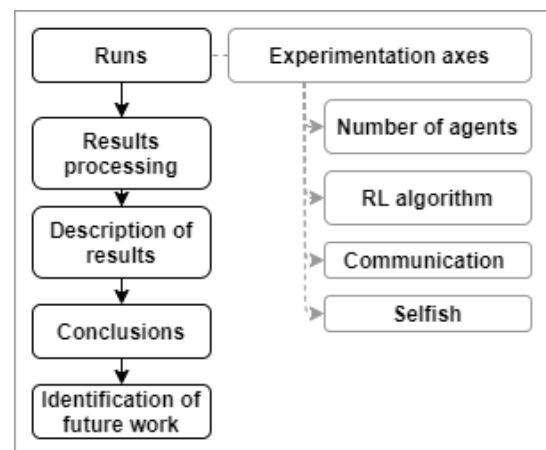 Runs
Experimentation axes
Results
processing
Number of agents
RL algorithm
Description of
results
Communication
Selfish
Conclusions
Identification of
future work